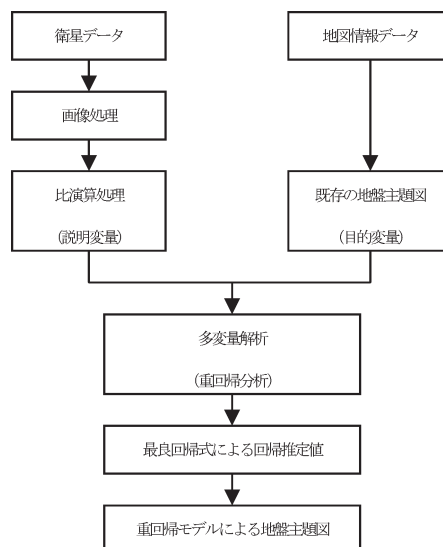 衛星データ
地図情報データ
画像処理
比演算処理
(説明変量)
既存の地盤主題図
(目的変量)
多変量解析
(重回帰分析)
最良回帰式による回帰推定値
重回帰モデルによる地盤主題図